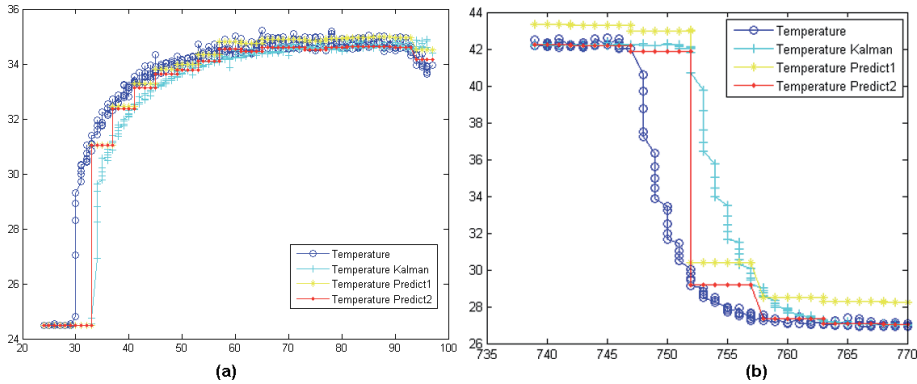 36
34
32
30
28
26
24
20 30 40 50 60 70 80 90 100
Temperature
Temperature Kalman
Temperature Predict1
Temperature Predict2
(a)
44
42
40
38
36
34
32
30
28
26
735 740 745 750 755 760 765 770
Temperature
Temperature Kalman
Temperature Predict1
Temperature Predict2
(b)